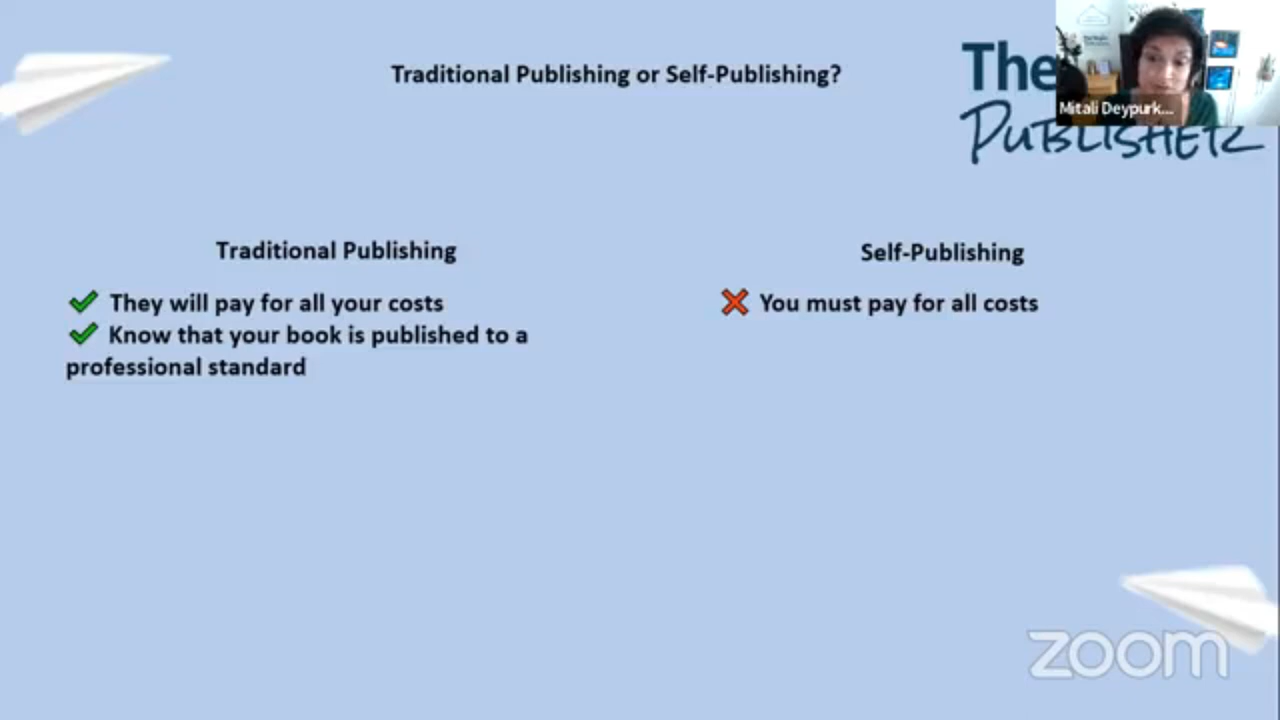 Traditional Publishing or Self-Publishing?
The
PUBLISHER
Mitali Deypurk...
Traditional Publishing
They will pay for all your costs
Know that your book is published to a
professional standard
Self-Publishing
You must pay for all costs
zoom